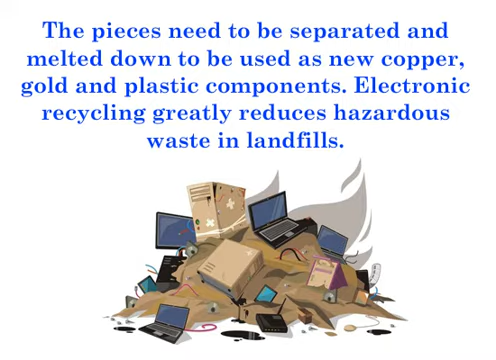 The pieces need to be separated and
melted down to be used as new copper,
gold and plastic components. Electronic
recycling greatly reduces hazardous
waste in landfills.